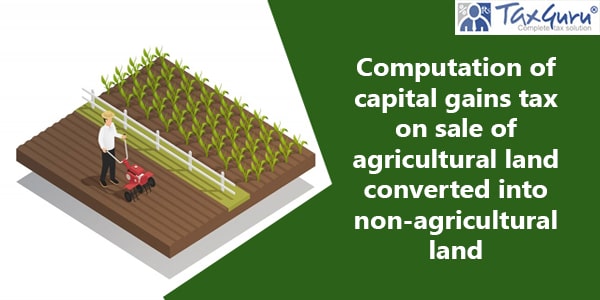 TaxGuru®
Complete tax solution
Computation of
capital gains tax
on sale of
agricultural land
converted into
non-agricultural
land